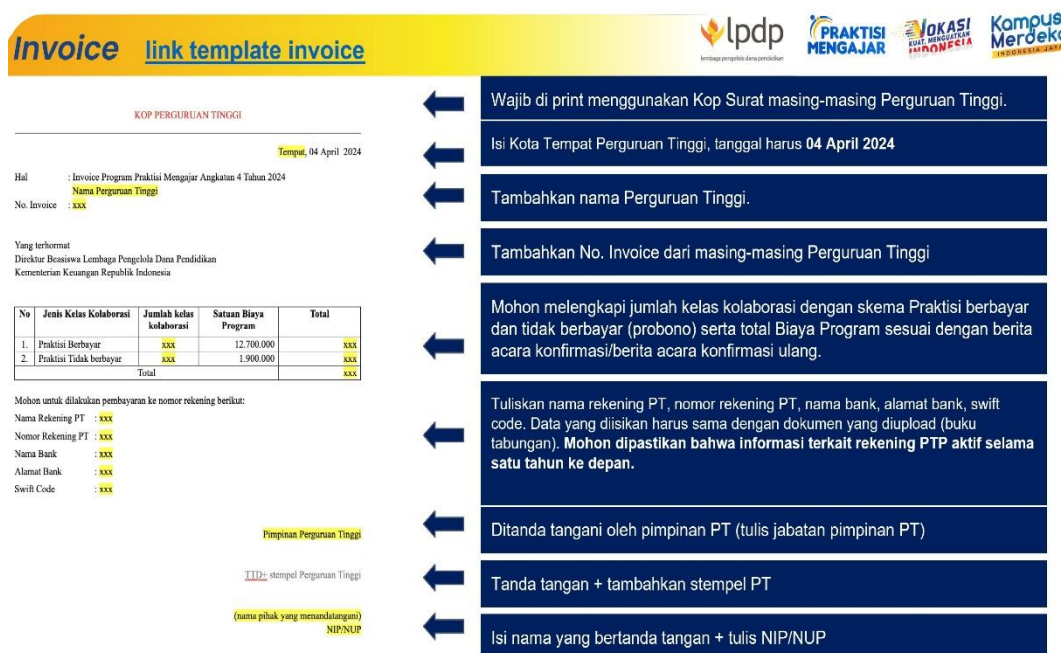 Invoice link template invoice
lpdp
lembaga pengelola dana pendidikan
PRAKTISI
MENGAJAR
VOKASI
KUAT, MENGUATKAN
INDONESIA
Kampus
Merdeka
INDONESIA JAYA
KOP PERGURUAN TINGGI
Tempat, 04 April 2024
Hal : Invoice Program Praktisi Mengajar Angkatan 4 Tahun 2024
Nama Perguruan Tinggi
No. Invoice : xxx
Yang terhormat
Direktur Beasiswa Lembaga Pengelola Dana Pendidikan
Kementerian Keuangan Republik Indonesia
No Jenis Kelas Kolaborasi Jumlah kelas Satuan Biaya Total
kolaborasi Program
1. Praktisi Berbayar xxx 12.700.000 xxx
2. Praktisi Tidak berbayar xxx 1.900.000 xxx
Total xxx
Mohon untuk dilakukan pembayaran ke nomor rekening berikut:
Nama Rekening PT : xxx
Nomor Rekening PT : xxx
Nama Bank : xxx
Alamat Bank : xxx
Swift Code : xxx
Pimpinan Perguruan Tinggi
TTD+ stempel Perguruan Tinggi
(nama pihak yang menandatangani)
NIP/NUP
Wajib di print menggunakan Kop Surat masing-masing Perguruan Tinggi.
Isi Kota Tempat Perguruan Tinggi, tanggal harus 04 April 2024
Tambahkan nama Perguruan Tinggi.
Tambahkan No. Invoice dari masing-masing Perguruan Tinggi
Mohon melengkapi jumlah kelas kolaborasi dengan skema Praktisi berbayar
dan tidak berbayar (probono) serta total Biaya Program sesuai dengan berita
acara konfirmasi/berita acara konfirmasi ulang.
Tuliskan nama rekening PT, nomor rekening PT, nama bank, alamat bank, swift
code. Data yang diisikan harus sama dengan dokumen yang diupload (buku
tabungan). Mohon dipastikan bahwa informasi terkait rekening PTP aktif selama
satu tahun ke depan.
Ditanda tangani oleh pimpinan PT (tulis jabatan pimpinan PT)
Tanda tangan + tambahkan stempel PT
Isi nama yang bertanda tangan + tulis NIP/NUP